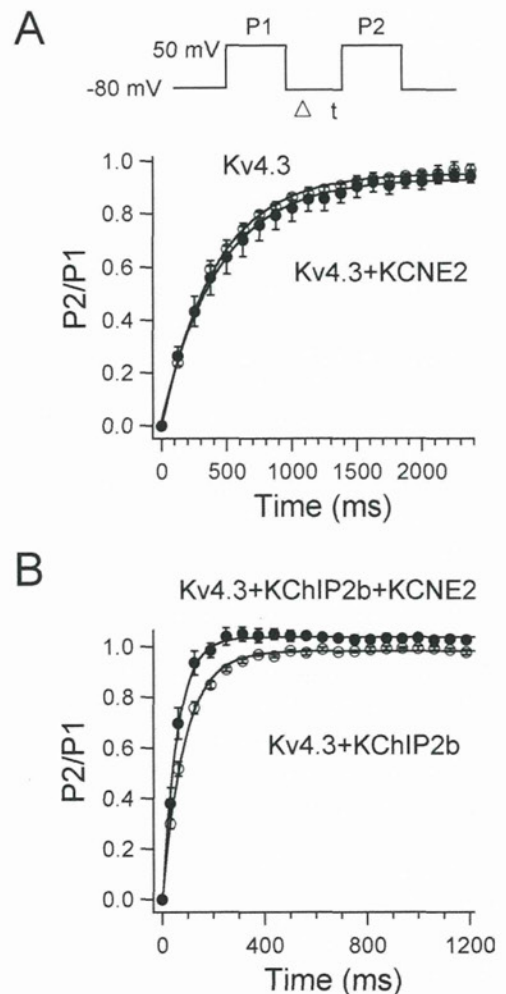 A
P1 P2
50 mV
-80 mV
△ t
1.0
0.8
0.6
0.4
0.2
0.0
P2/P1
Kv4.3
Kv4.3+KCNE2
0 500 1000 1500 2000
Time (ms)
B
Kv4.3+KChIP2b+KCNE2
1.0
0.8
0.6
0.4
0.2
0.0
P2/P1
Kv4.3+KChIP2b
0 400 800 1200
Time (ms)